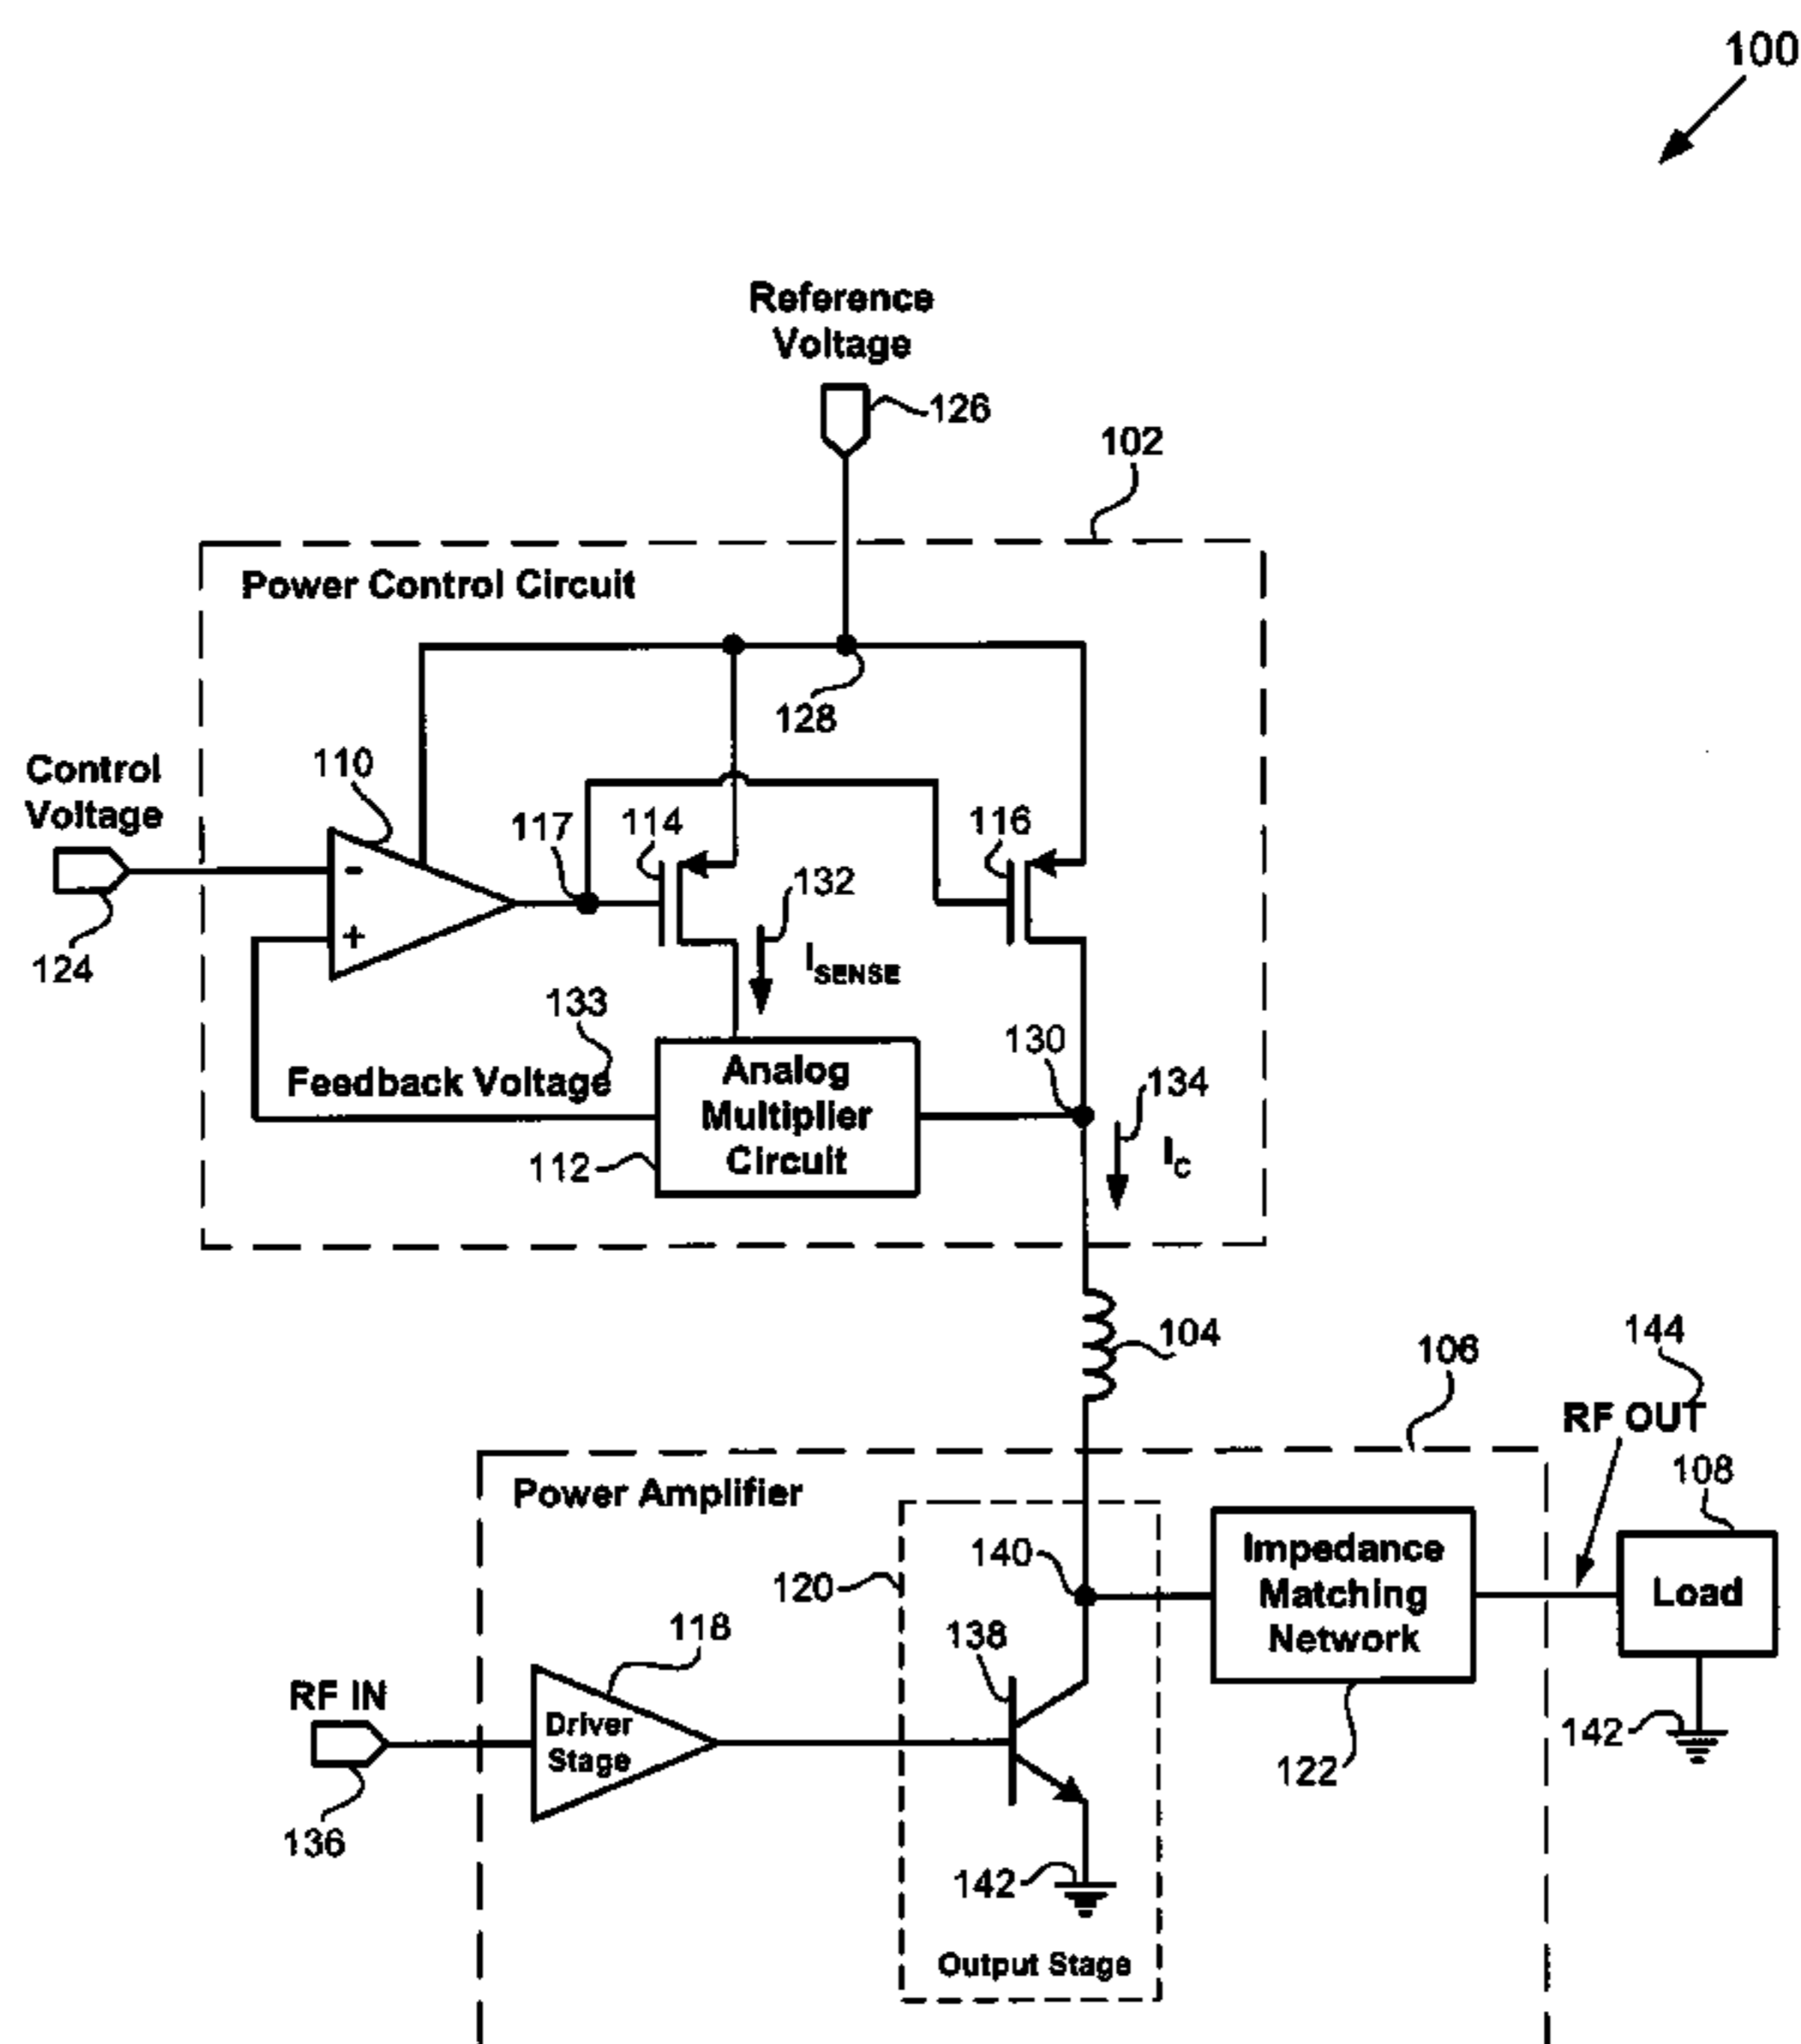 100
Reference
Voltage
126
102
Power Control Circuit
128
Control
Voltage
110
117
114
116
132
-
+
124
I_SENSE
133
130
134
Feedback Voltage
Analog
Multiplier
Circuit
112
I_C
104
106
144
RF OUT
108
Power Amplifier
140
120
Impedance
Matching
Network
Load
118
138
RF IN
Driver
Stage
142
122
136
142
Output Stage